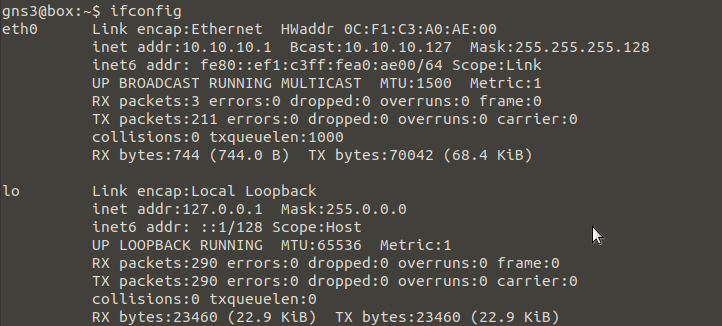 gns3@box:~$ ifconfig
eth0      Link encap:Ethernet  HWaddr 0C:F1:C3:A0:AE:00
          inet addr:10.10.10.1  Bcast:10.10.10.127  Mask:255.255.255.128
          inet6 addr: fe80::ef1:c3ff:fea0:ae00/64 Scope:Link
          UP BROADCAST RUNNING MULTICAST  MTU:1500  Metric:1
          RX packets:3 errors:0 dropped:0 overruns:0 frame:0
          TX packets:211 errors:0 dropped:0 overruns:0 carrier:0
          collisions:0 txqueuelen:1000
          RX bytes:744 (744.0 B)  TX bytes:70042 (68.4 KiB)

lo        Link encap:Local Loopback
          inet addr:127.0.0.1  Mask:255.0.0.0
          inet6 addr: ::1/128 Scope:Host
          UP LOOPBACK RUNNING  MTU:65536  Metric:1
          RX packets:290 errors:0 dropped:0 overruns:0 frame:0
          TX packets:290 errors:0 dropped:0 overruns:0 carrier:0
          collisions:0 txqueuelen:0
          RX bytes:23460 (22.9 KiB)  TX bytes:23460 (22.9 KiB)